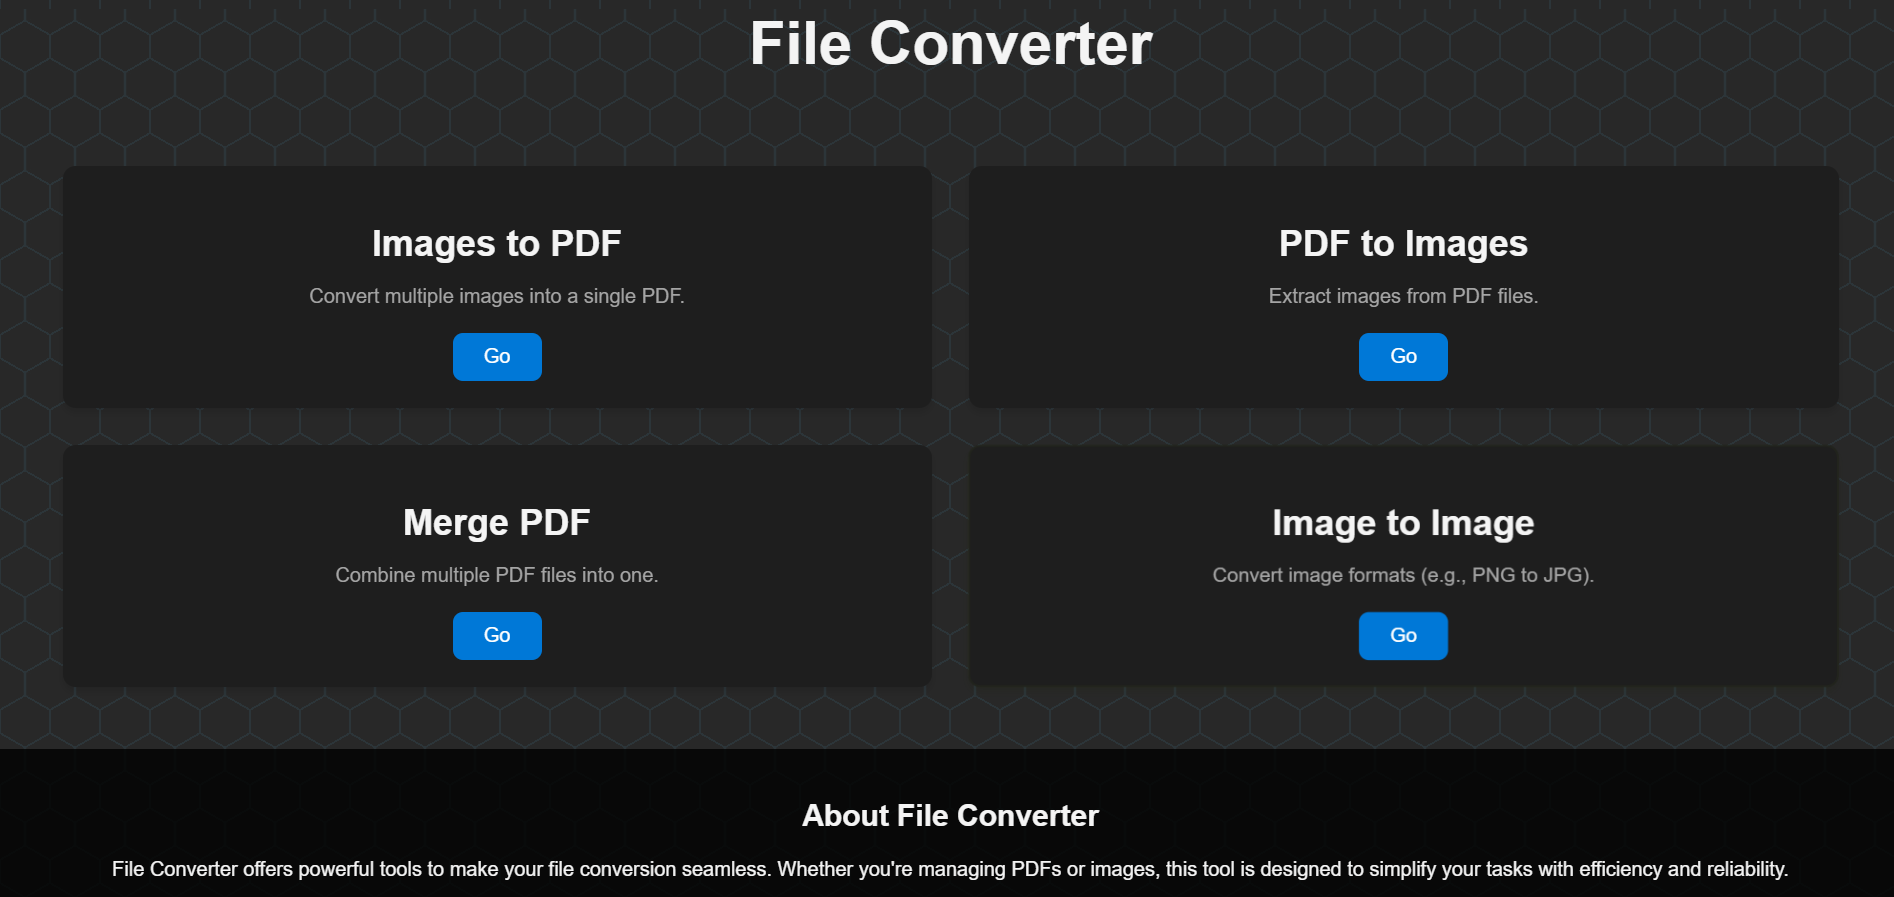 File Converter
Images to PDF
Convert multiple images into a single PDF.
Go
PDF to Images
Extract images from PDF files.
Go
Merge PDF
Combine multiple PDF files into one.
Go
Image to Image
Convert image formats (e.g., PNG to JPG).
Go
About File Converter
File Converter offers powerful tools to make your file conversion seamless. Whether you're managing PDFs or images, this tool is designed to simplify your tasks with efficiency and reliability.